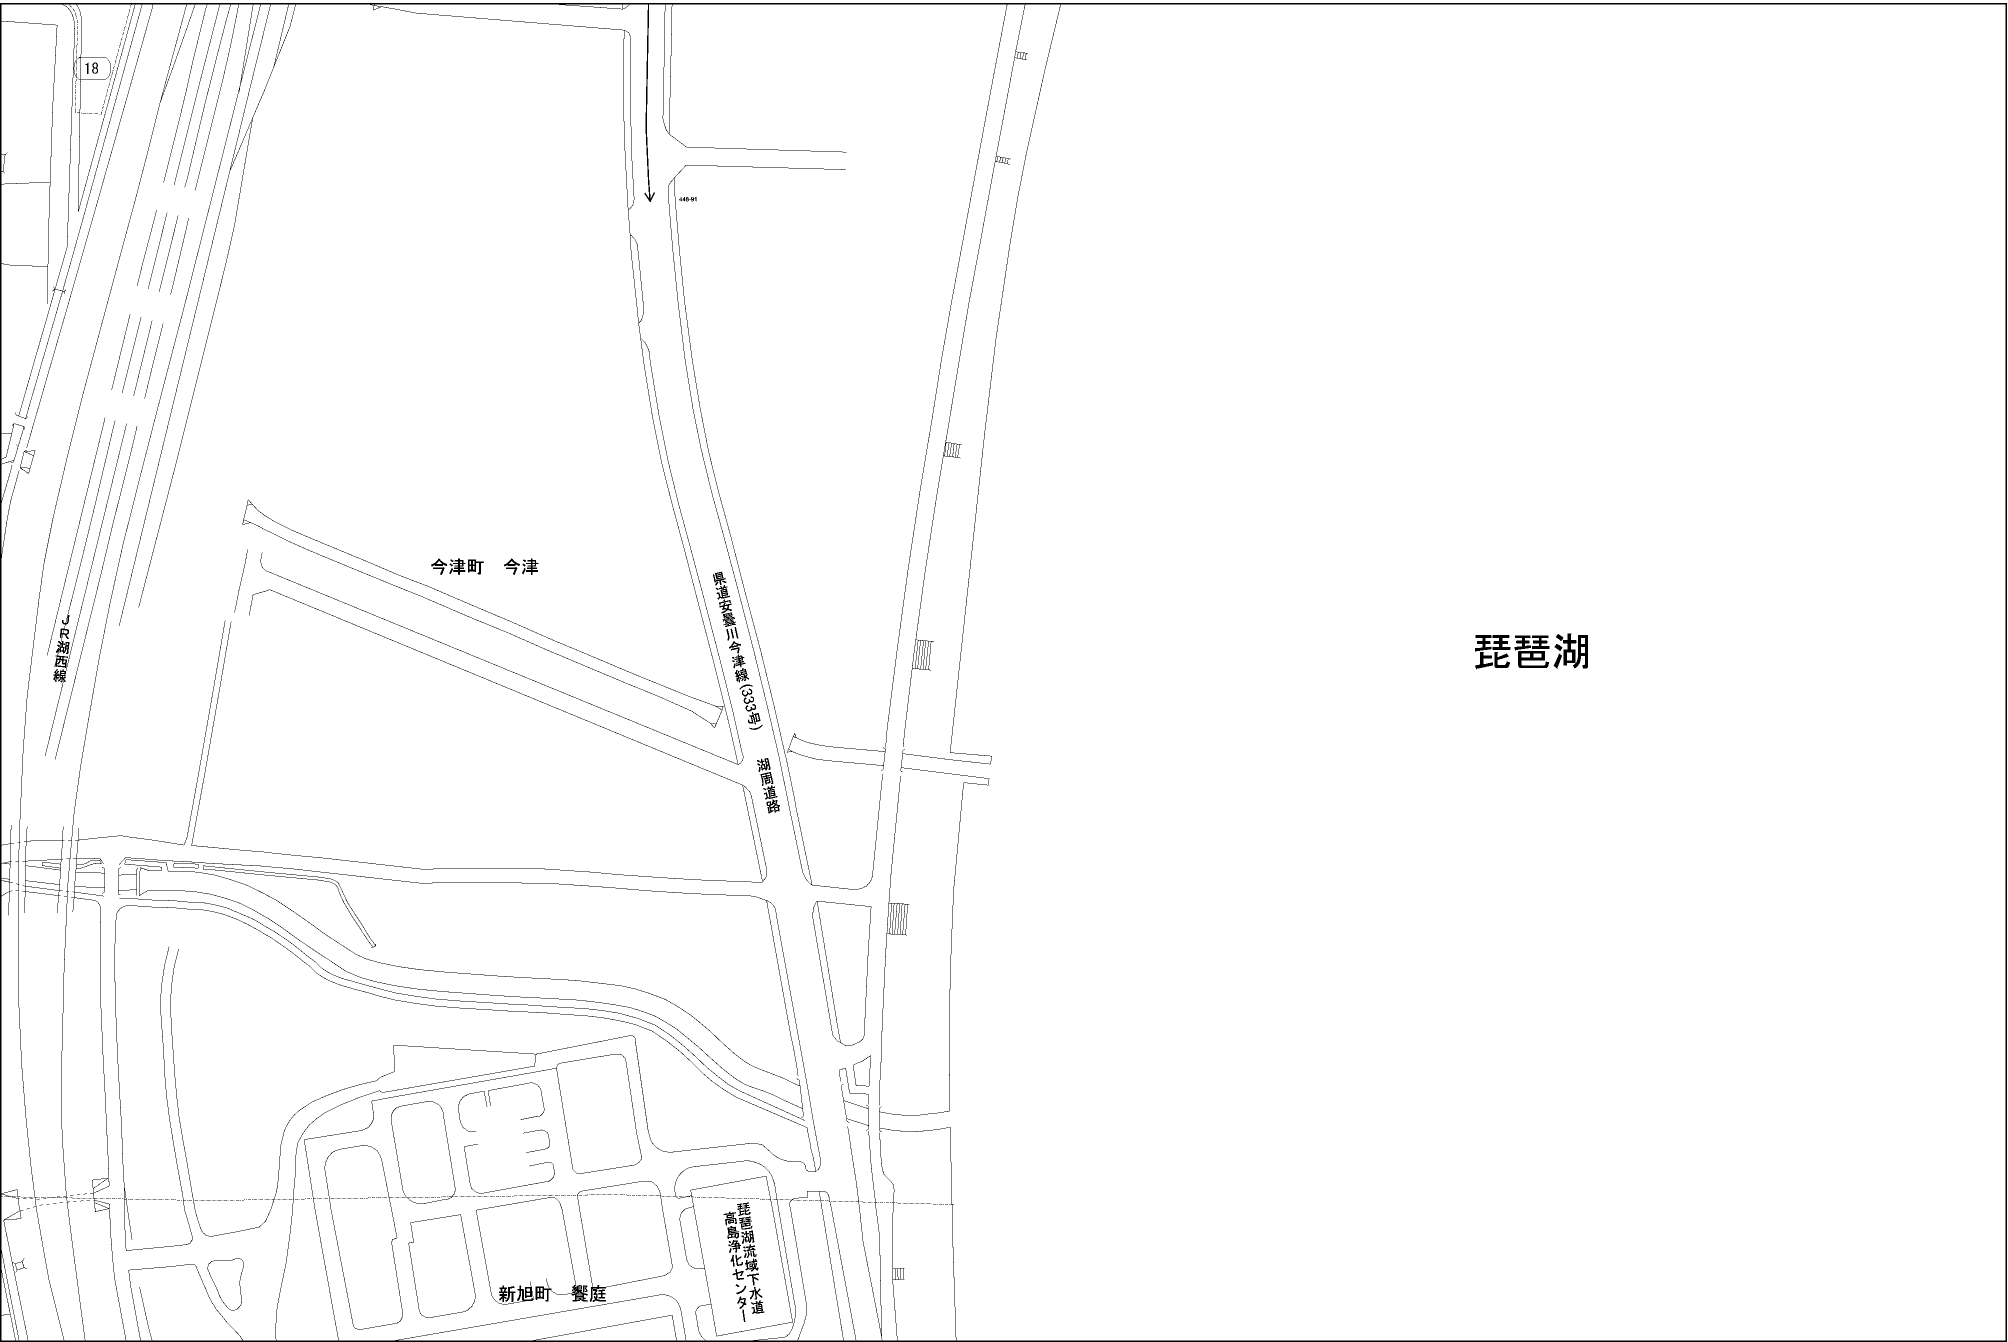 18
448-91
今津町　今津
県道安曇川今津線(333号)　湖周道路
JR湖西線
琵琶湖
琵琶湖流域下水道
高島浄化センター
新旭町　饗庭